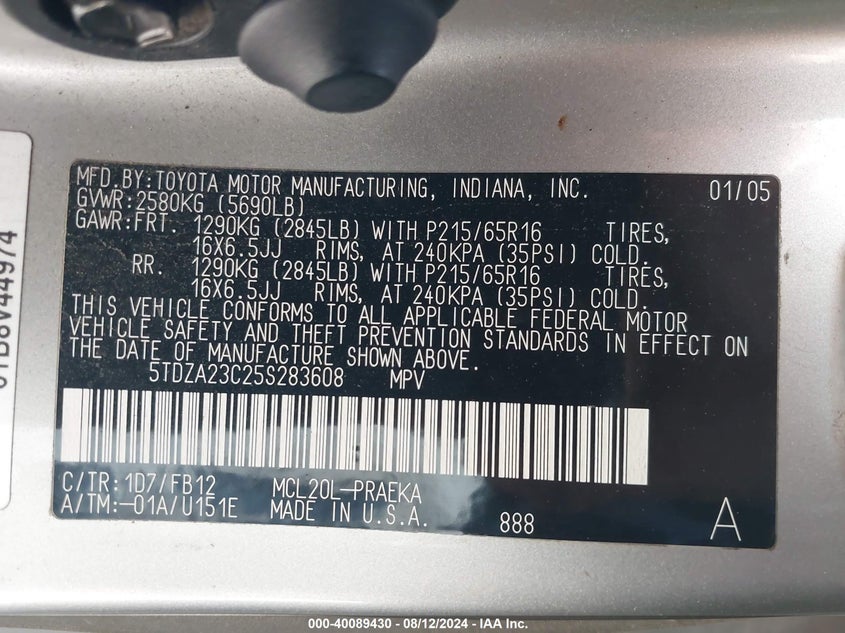 MFD.BY:TOYOTA MOTOR MANUFACTURING, INDIANA, INC. 01/05
GVWR:2580KG (5690LB)
GAWR:FRT. 1290KG (2845LB) WITH P215/65R16 TIRES,
16X6.5JJ RIMS, AT 240KPA (35PSI) COLD.
RR. 1290KG (2845LB) WITH P215/65R16 TIRES,
16X6.5JJ RIMS, AT 240KPA (35PSI) COLD.
THIS VEHICLE CONFORMS TO ALL APPLICABLE FEDERAL MOTOR
VEHICLE SAFETY AND THEFT PREVENTION STANDARDS IN EFFECT ON
THE DATE OF MANUFACTURE SHOWN ABOVE.
5TDZA23C25S283608 MPV
C/TR:1D7/FB12 MCL20L-PRAEKA
A/TM:-01A/U151E MADE IN U.S.A. 888 A
000-40089430 - 08/12/2024 - IAA Inc.